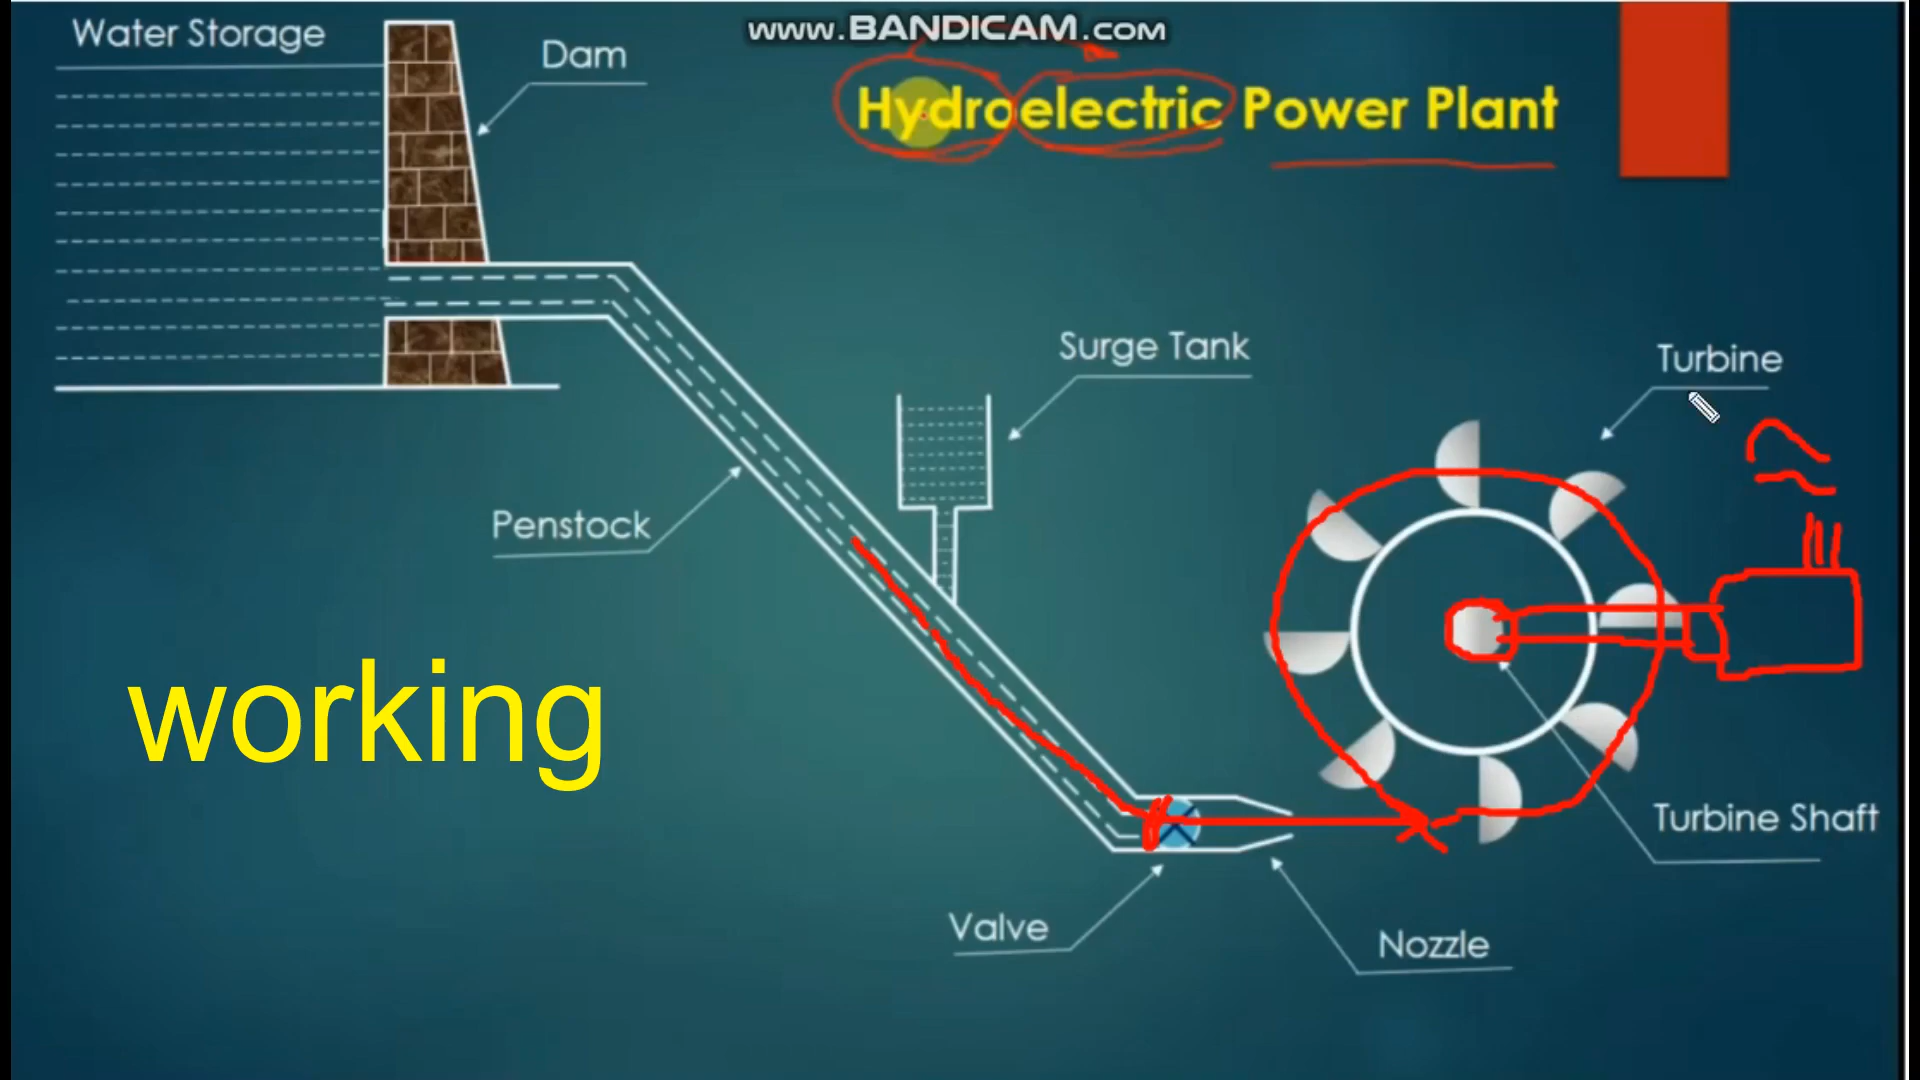 www.BANDICAM.com
Water Storage
Dam
Hydroelectric Power Plant
Surge Tank
Turbine
Penstock
working
Turbine Shaft
Valve
Nozzle